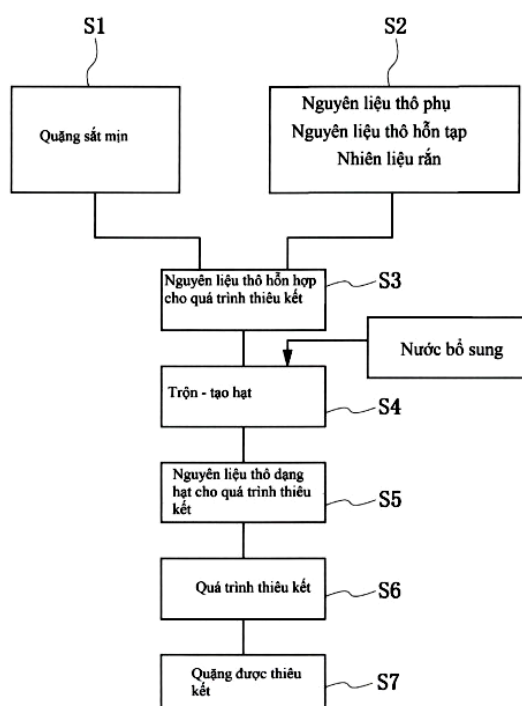 S1
S2
Quặng sắt mịn
Nguyên liệu thô phụ
Nguyên liệu thô hỗn tạp
Nhiên liệu rắn
Nguyên liệu thô hỗn hợp
cho quá trình thiêu kết
S3
Nước bổ sung
Trộn - tạo hạt
S4
Nguyên liệu thô dạng
hạt cho quá trình thiêu
kết
S5
Quá trình thiêu kết
S6
Quặng được thiêu
kết
S7